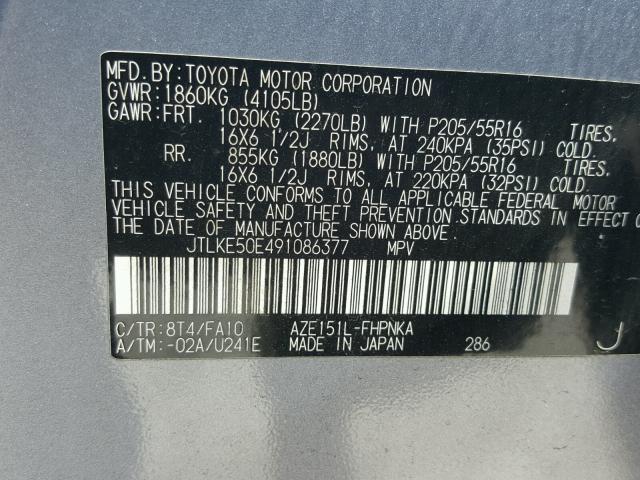 MFD.BY:TOYOTA MOTOR CORPORATION
GVWR:1860KG (4105LB)
GAWR:FRT. 1030KG (2270LB) WITH P205/55R16 TIRES,
16X6 1/2J RIMS, AT 240KPA (35PSI) COLD.
RR. 855KG (1880LB) WITH P205/55R16 TIRES,
16X6 1/2J RIMS, AT 220KPA (32PSI) COLD.
THIS VEHICLE CONFORMS TO ALL APPLICABLE FEDERAL MOTOR
VEHICLE SAFETY AND THEFT PREVENTION STANDARDS IN EFFECT O
THE DATE OF MANUFACTURE SHOWN ABOVE.
JTLKE50E491086377 MPV
C/TR:8T4/FA10 AZE151L-FHPNKA
A/TM:-02A/U241E MADE IN JAPAN 286 J